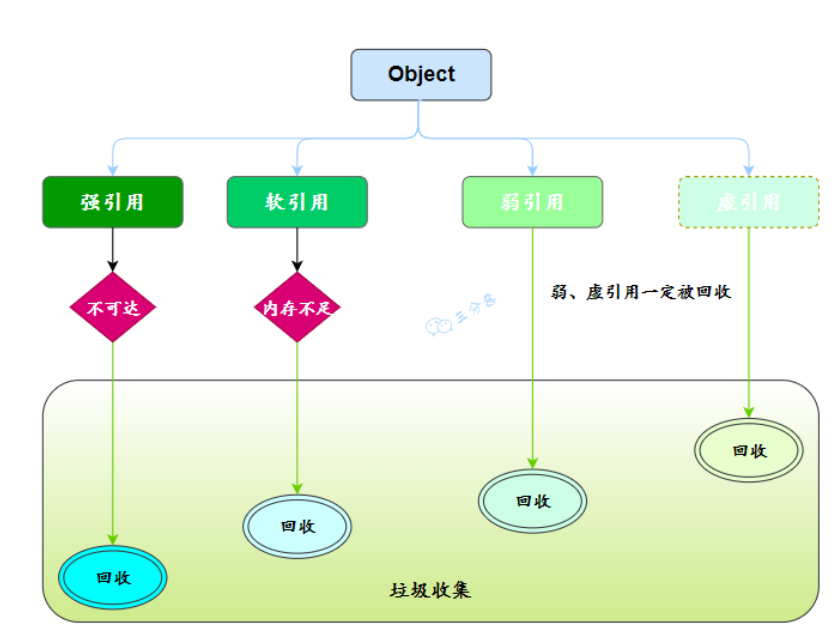 Object
强引用
软引用
弱引用
虚引用
不可达
内存不足
三分恶
弱、虚引用一定被回收
回收
回收
回收
回收
垃圾收集